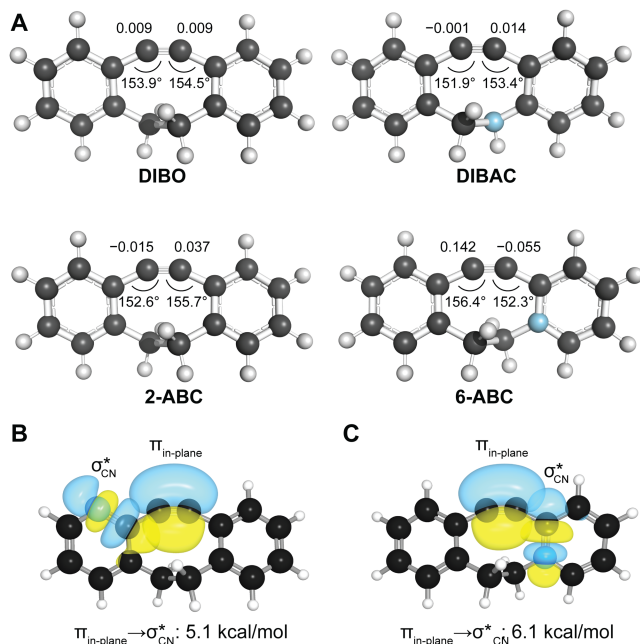 A
0.009 0.009
153.9° 154.5°
DIBO
−0.001 0.014
151.9° 153.4°
DIBAC
−0.015 0.037
152.6° 155.7°
2-ABC
0.142 −0.055
156.4° 152.3°
6-ABC
B
σ*CN
πin-plane
πin-plane→σ*CN: 5.1 kcal/mol
C
πin-plane
σ*CN
πin-plane→σ*CN: 6.1 kcal/mol